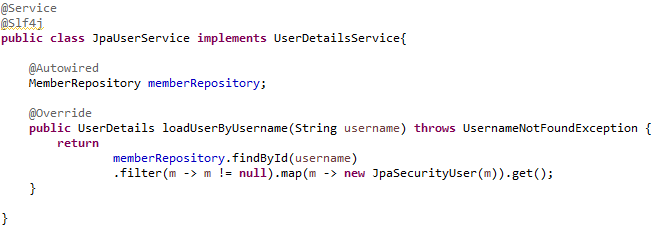 @Service
@Slf4j
public class JpaUserService implements UserDetailsService{
@Autowired
MemberRepository memberRepository;
@Override
public UserDetails loadUserByUsername(String username) throws UsernameNotFoundException {
return
memberRepository.findById(username)
.filter(m -> m != null).map(m -> new JpaSecurityUser(m)).get();
}
}